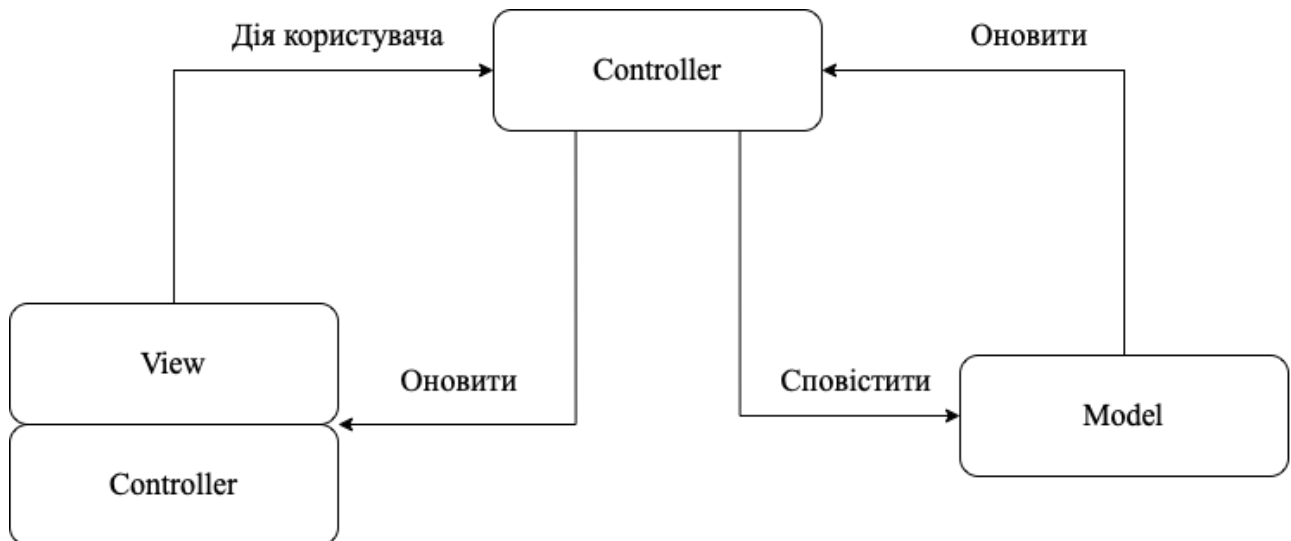 Дія користувача
Controller
Оновити
View
Оновити
Сповістити
Model
Controller